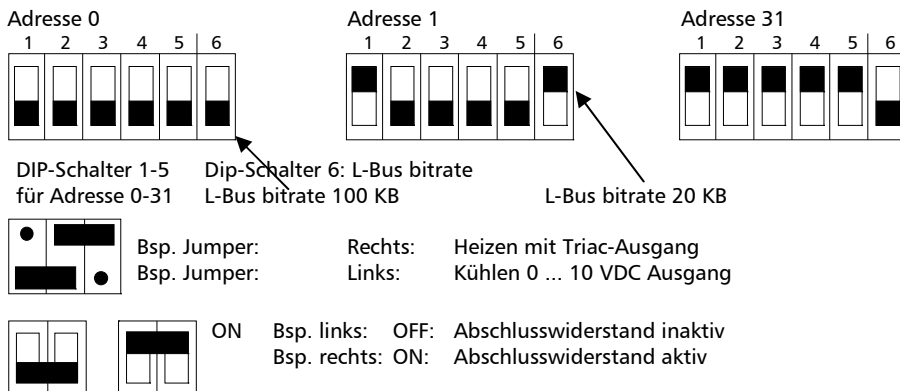 Adresse 0 Adresse 1 Adresse 31
1 2 3 4 5 6 1 2 3 4 5 6 1 2 3 4 5 6
DIP-Schalter 1-5 Dip-Schalter 6: L-Bus bitrate
für Adresse 0-31 L-Bus bitrate 100 KB L-Bus bitrate 20 KB
Bsp. Jumper: Rechts: Heizen mit Triac-Ausgang
Bsp. Jumper: Links: Kühlen 0 ... 10 VDC Ausgang
ON Bsp. links: OFF: Abschlusswiderstand inaktiv
Bsp. rechts: ON: Abschlusswiderstand aktiv